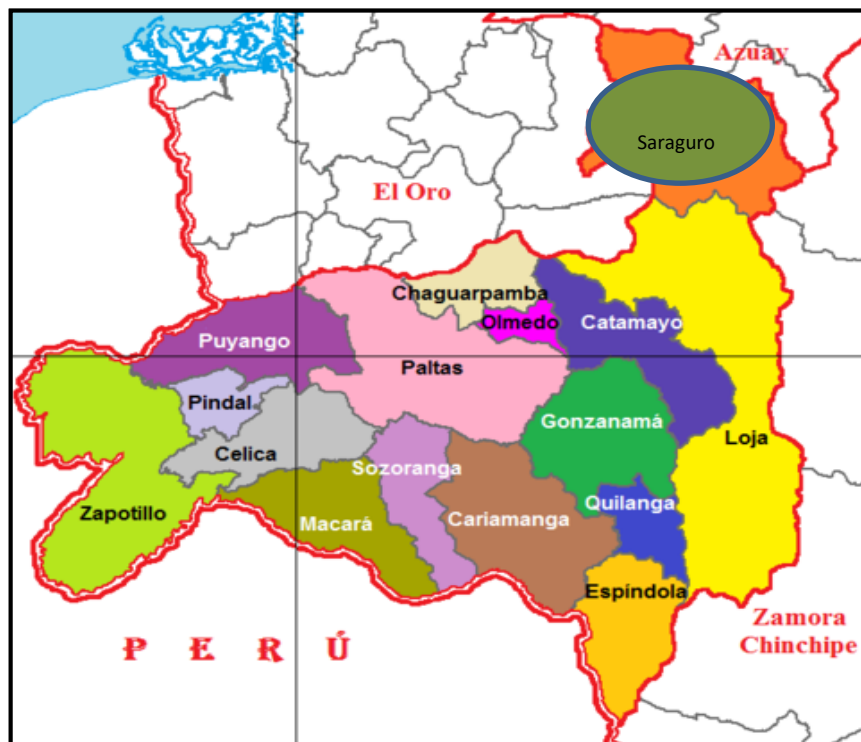 Azuay
Saraguro
El Oro
Chaguarpamba
Olmedo
Catamayo
Puyango
Paltas
Pindal
Gonzanamá
Loja
Celica
Sozoranga
Quilanga
Zapotillo
Macará
Cariamanga
Espíndola
Zamora
Chinchipe
P E R Ú